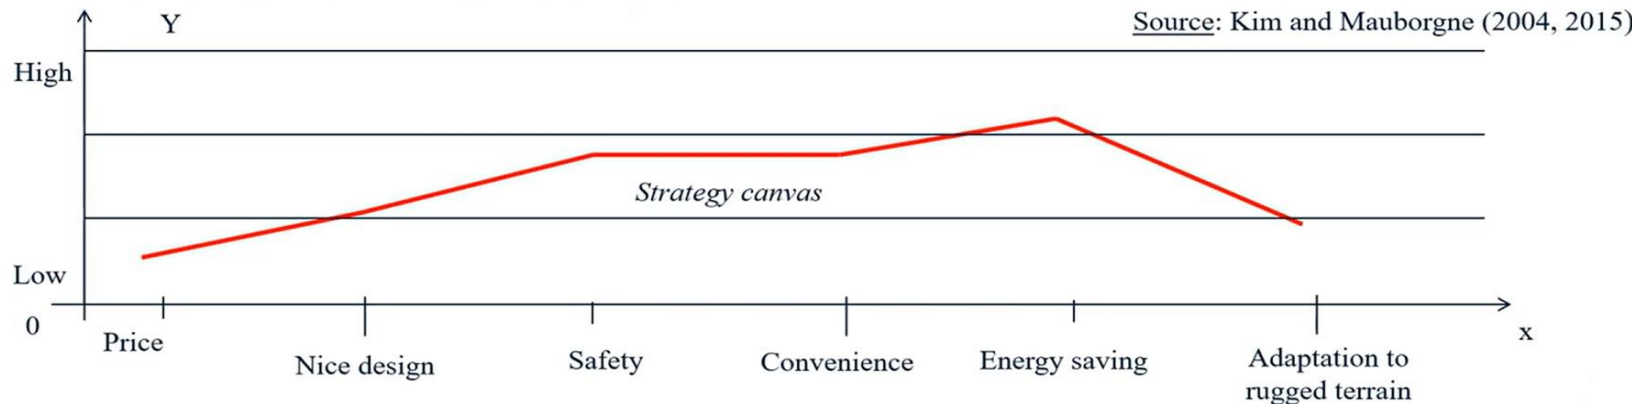 Y
Source: Kim and Mauborgne (2004, 2015)
High
Strategy canvas
Low
0
x
Price
Nice design
Safety
Convenience
Energy saving
Adaptation to
rugged terrain